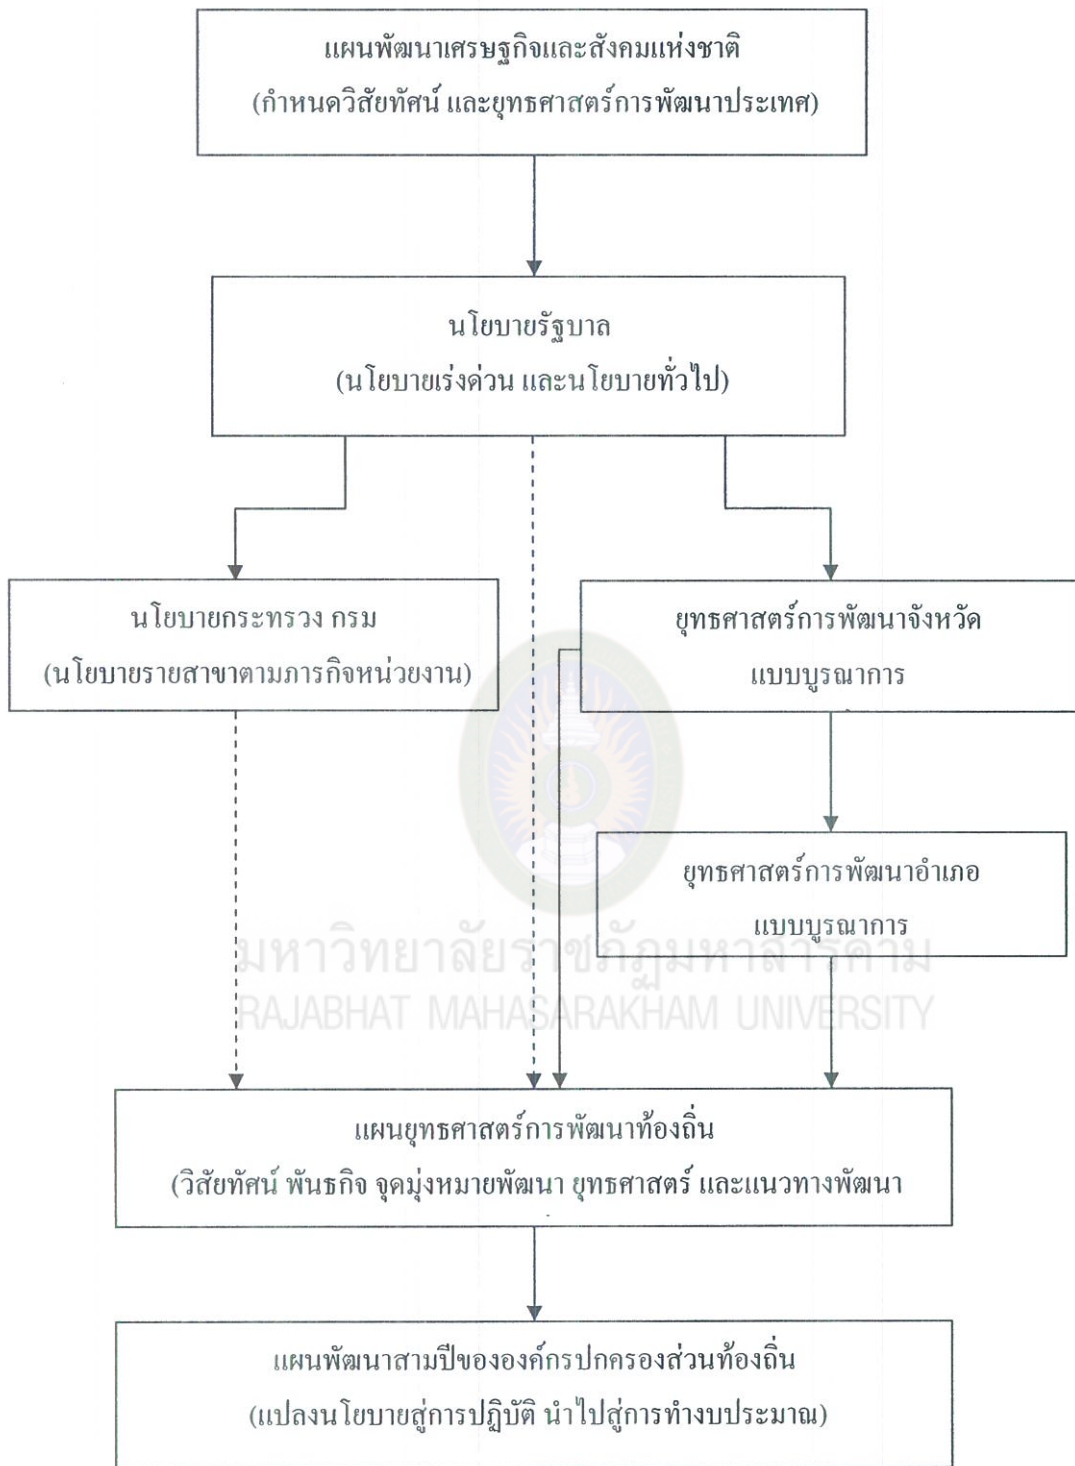 แผนพัฒนาเศรษฐกิจและสังคมแห่งชาติ
(กำหนดวิสัยทัศน์ และยุทธศาสตร์การพัฒนาประเทศ)
นโยบายรัฐบาล
(นโยบายเร่งด่วน และนโยบายทั่วไป)
นโยบายกระทรวง กรม
(นโยบายรายสาขาตามภารกิจหน่วยงาน)
ยุทธศาสตร์การพัฒนาจังหวัด
แบบบูรณาการ
ยุทธศาสตร์การพัฒนาอำเภอ
แบบบูรณาการ
มหาวิทยาลัยราชภัฏมหาสารคาม
RAJABHAT MAHASARAKHAM UNIVERSITY
แผนยุทธศาสตร์การพัฒนาท้องถิ่น
(วิสัยทัศน์ พันธกิจ จุดมุ่งหมายพัฒนา ยุทธศาสตร์ และแนวทางพัฒนา
แผนพัฒนาสามปีขององค์กรปกครองส่วนท้องถิ่น
(แปลงนโยบายสู่การปฏิบัติ นำไปสู่การทำงบประมาณ)